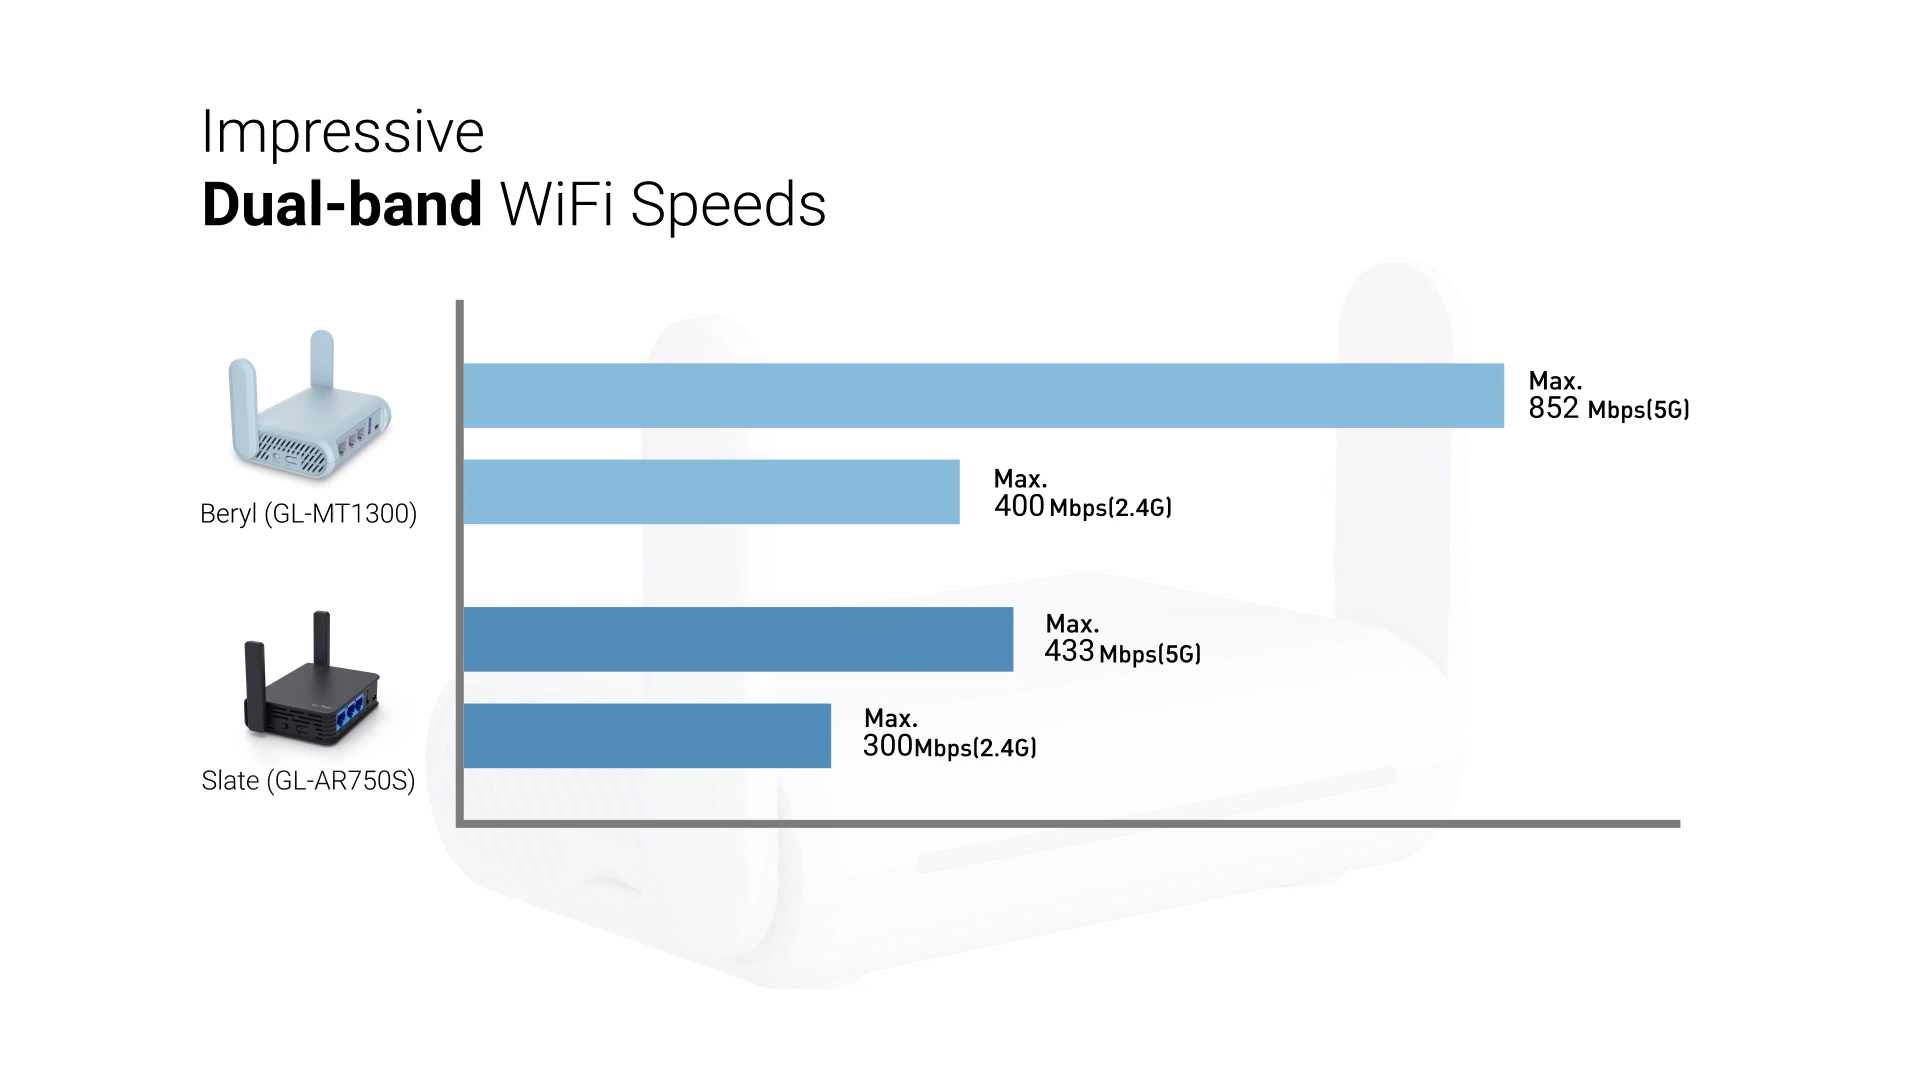 Impressive
Dual-band WiFi Speeds
Max.
852 Mbps(5G)
Max.
400 Mbps(2.4G)
Beryl (GL-MT1300)
Max.
433 Mbps(5G)
Max.
300Mbps(2.4G)
Slate (GL-AR750S)